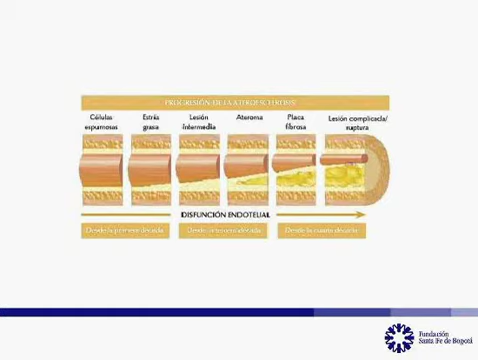 PROGRESIÓN DE LA ATEROSCLEROSIS
Células
espumosas
Estría
grasa
Lesión
intermedia
Ateroma
Placa
fibrosa
Lesión complicada/
ruptura
DISFUNCIÓN ENDOTELIAL
Desde la primera década
Desde la tercera década
Desde la cuarta década
Fundación
Santa Fe de Bogotá